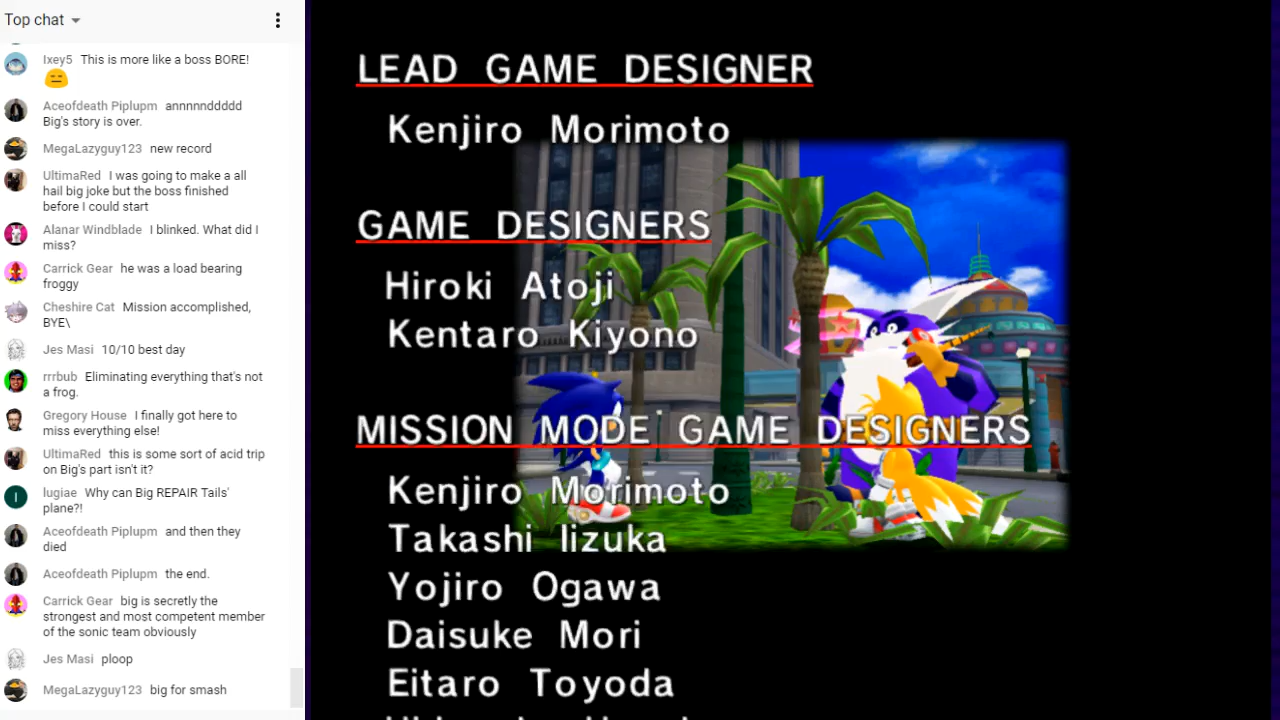 Top chat
Ixey5 This is more like a boss BORE!
Aceofdeath Piplupm annnnnddddd
Big's story is over.
MegaLazyguy123 new record
UltimaRed I was going to make a all
hail big joke but the boss finished
before I could start
Alanar Windblade I blinked. What did I
miss?
Carrick Gear he was a load bearing
froggy
Cheshire Cat Mission accomplished,
BYE\
Jes Masi 10/10 best day
rrrbub Eliminating everything that's not
a frog.
Gregory House I finally got here to
miss everything else!
UltimaRed this is some sort of acid trip
on Big's part isn't it?
I
lugiae Why can Big REPAIR Tails'
plane?!
Aceofdeath Piplupm and then they
died
Aceofdeath Piplupm the end.
Carrick Gear big is secretly the
strongest and most competent member
of the sonic team obviously
Jes Masi ploop
MegaLazyguy123 big for smash
LEAD GAME DESIGNER
Kenjiro Morimoto
GAME DESIGNERS
Hiroki Atoji
Kentaro Kiyono
MISSION MODE GAME DESIGNERS
Kenjiro Morimoto
Takashi Iizuka
Yojiro Ogawa
Daisuke Mori
Eitaro Toyoda